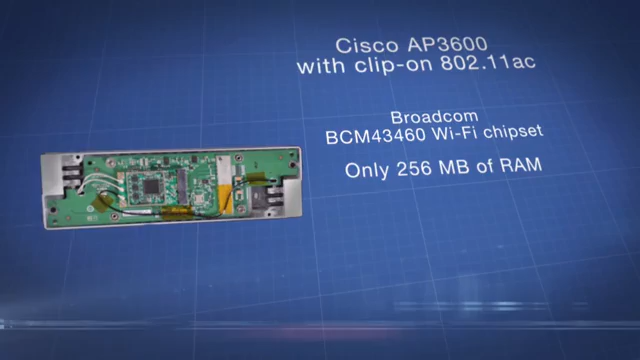 Cisco AP3600
with clip-on 802.11ac
Broadcom
BCM43460 Wi-Fi chipset
Only 256 MB of RAM